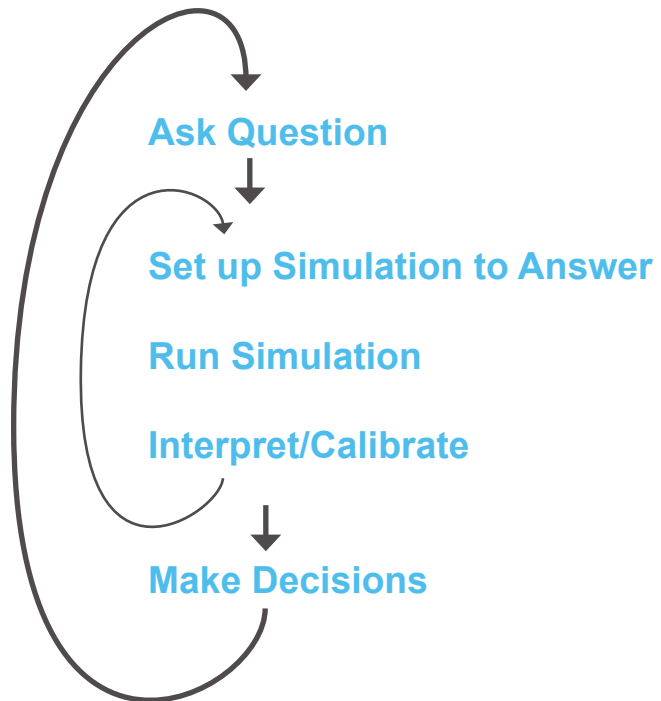 Ask Question
Set up Simulation to Answer
Run Simulation
Interpret/Calibrate
Make Decisions